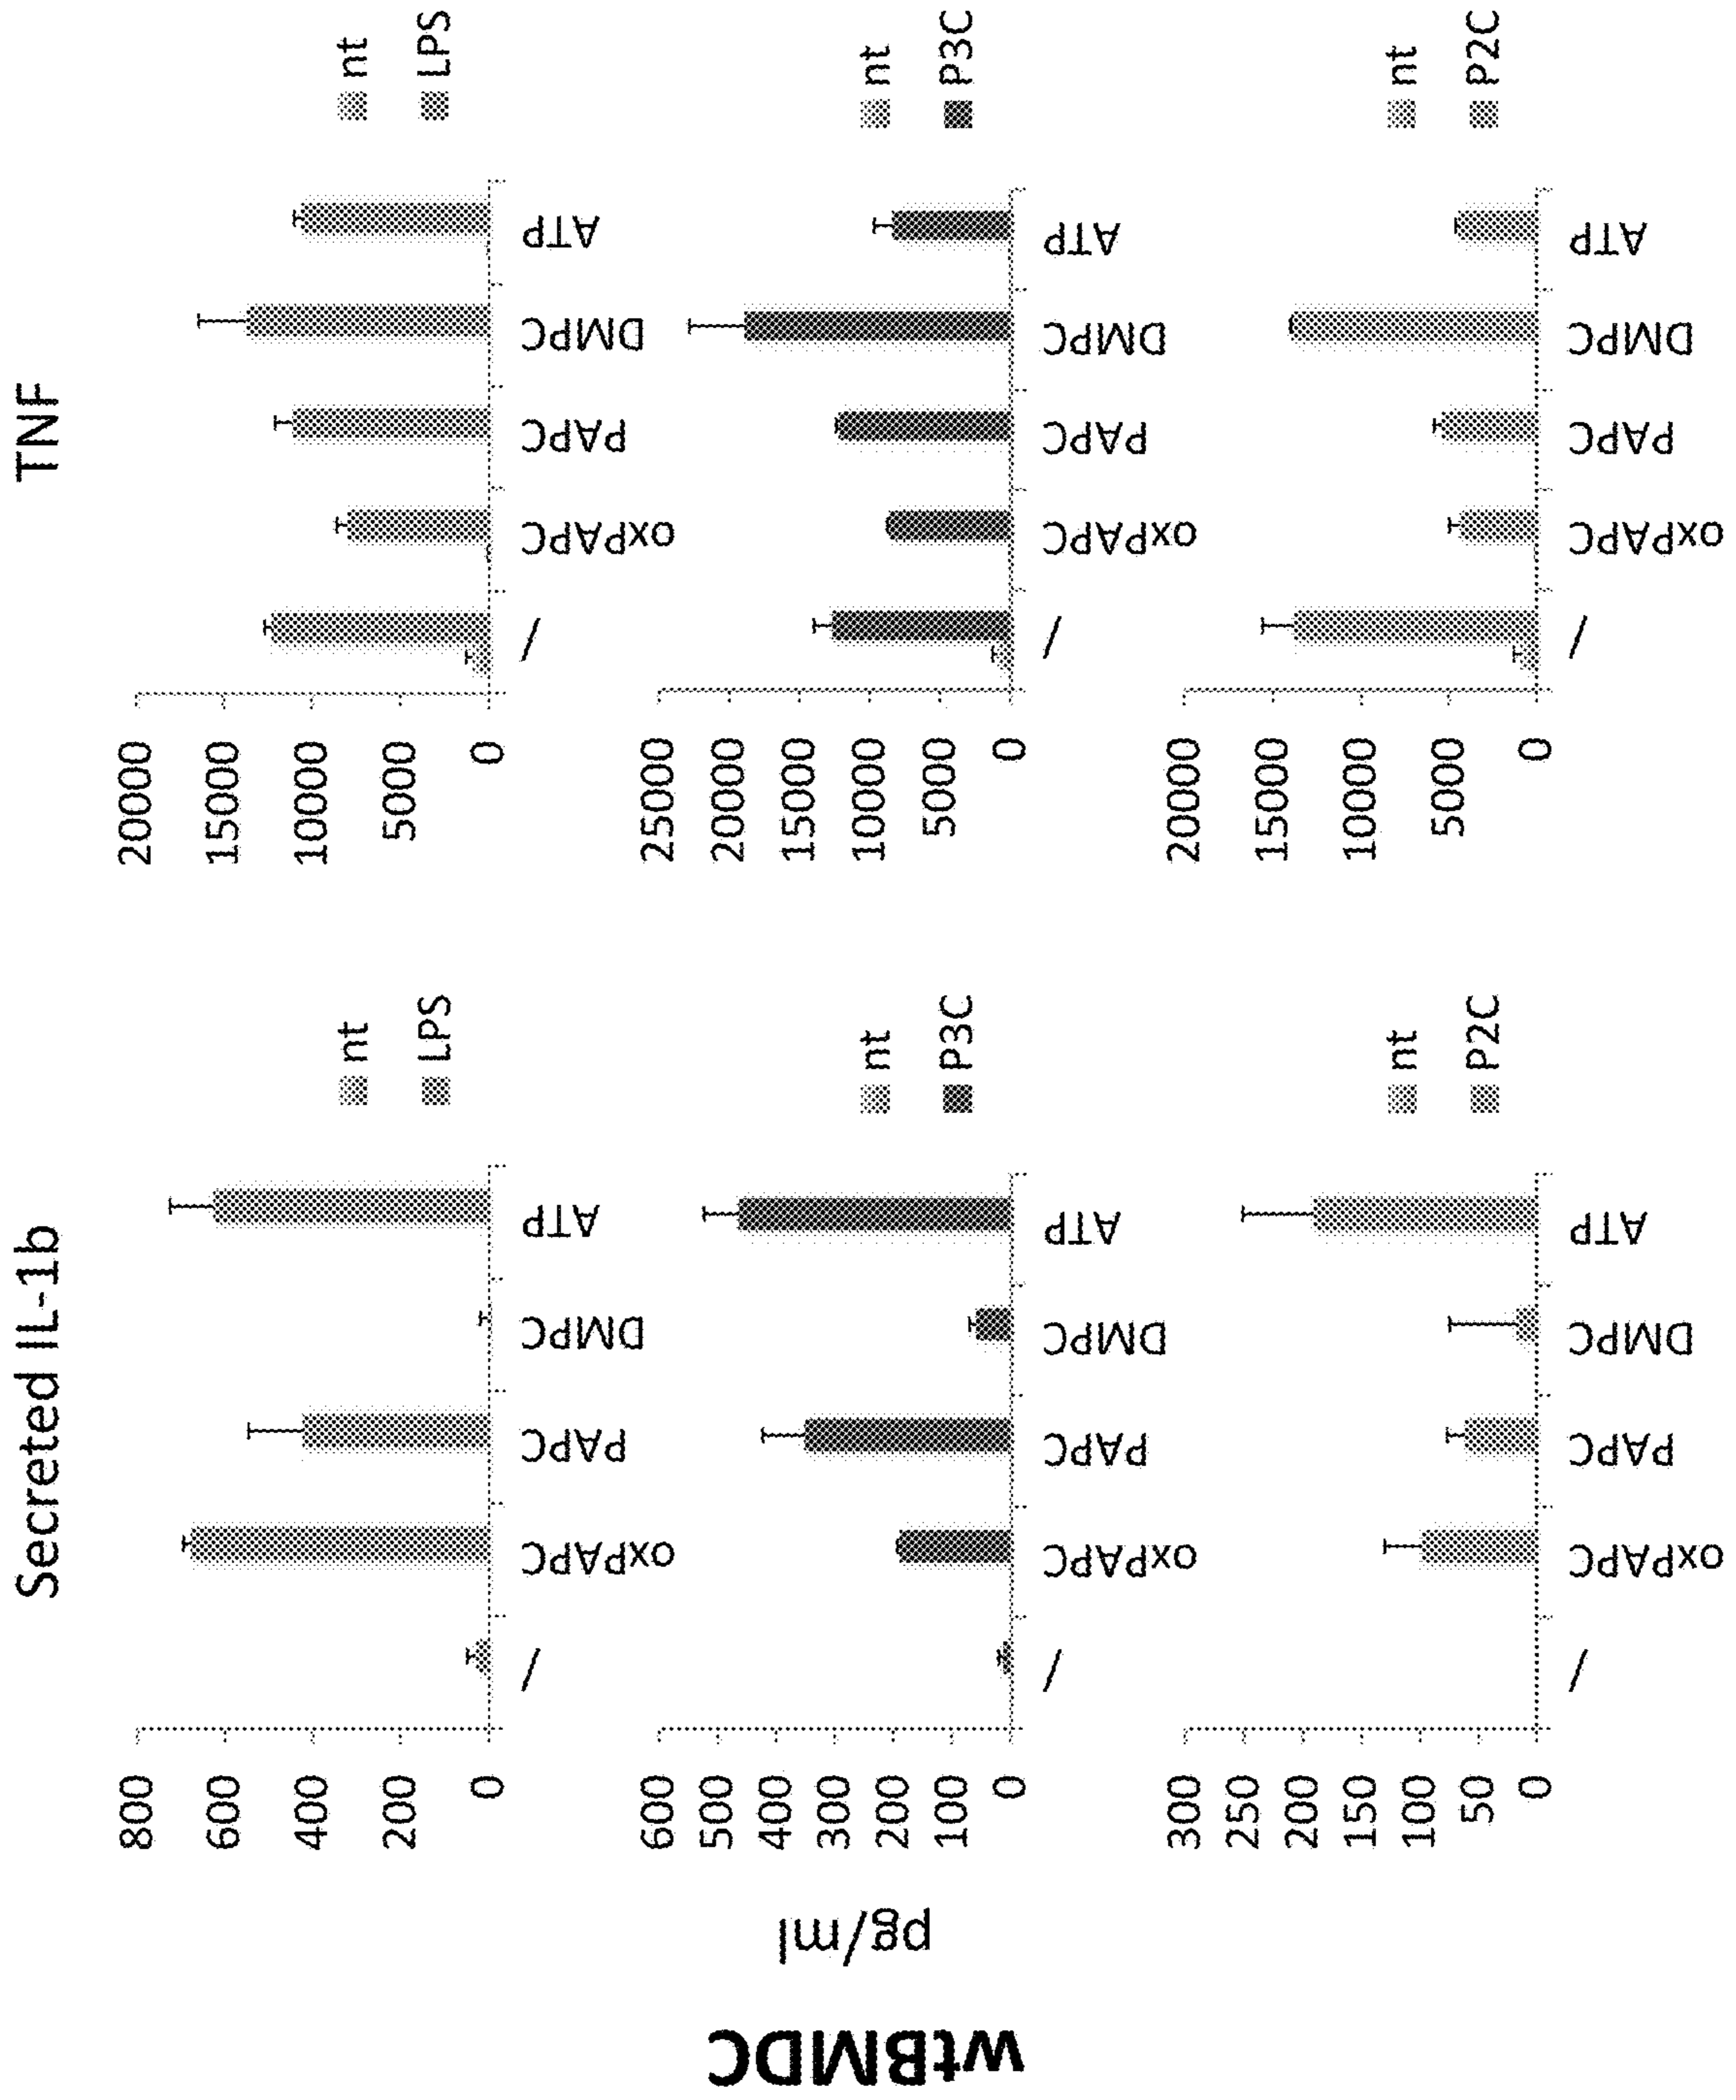 wtBMDC
pg/ml
Secreted IL-1b
TNF
800
600
400
200
0
/
oxPAPC
PAPC
DMPC
ATP
nt
LPS
20000
15000
10000
5000
0
/
oxPAPC
PAPC
DMPC
ATP
nt
LPS
600
500
400
300
200
100
0
/
oxPAPC
PAPC
DMPC
ATP
nt
P3C
25000
20000
15000
10000
5000
0
/
oxPAPC
PAPC
DMPC
ATP
nt
P3C
300
250
200
150
100
50
0
/
oxPAPC
PAPC
DMPC
ATP
nt
P2C
20000
15000
10000
5000
0
/
oxPAPC
PAPC
DMPC
ATP
nt
P2C